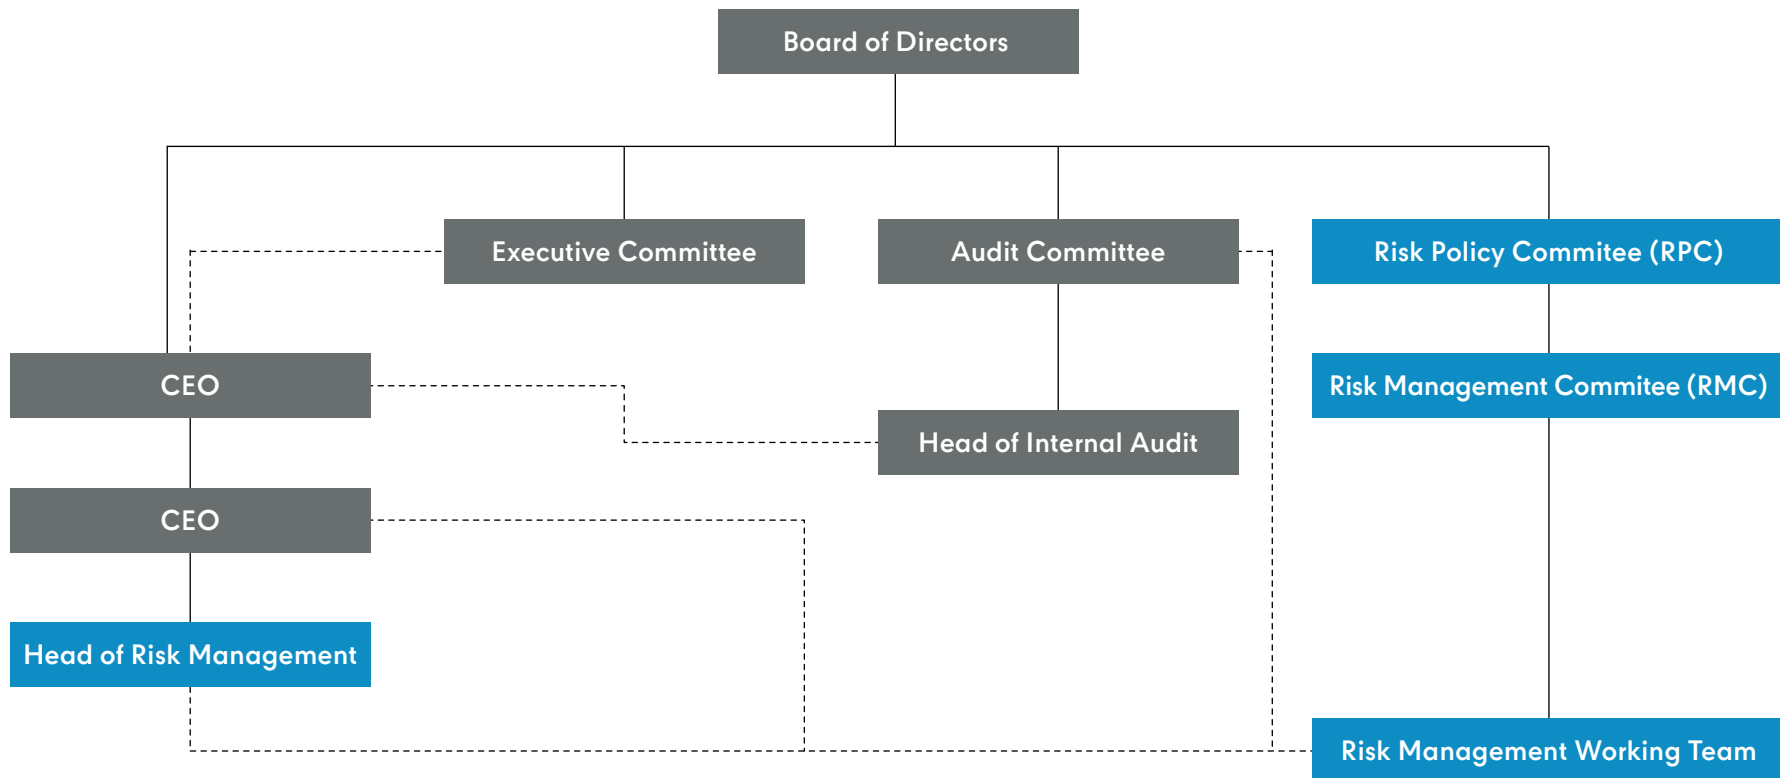 Board of Directors
Executive Committee
Audit Committee
Risk Policy Commitee (RPC)
CEO
Risk Management Commitee (RMC)
Head of Internal Audit
CEO
Head of Risk Management
Risk Management Working Team